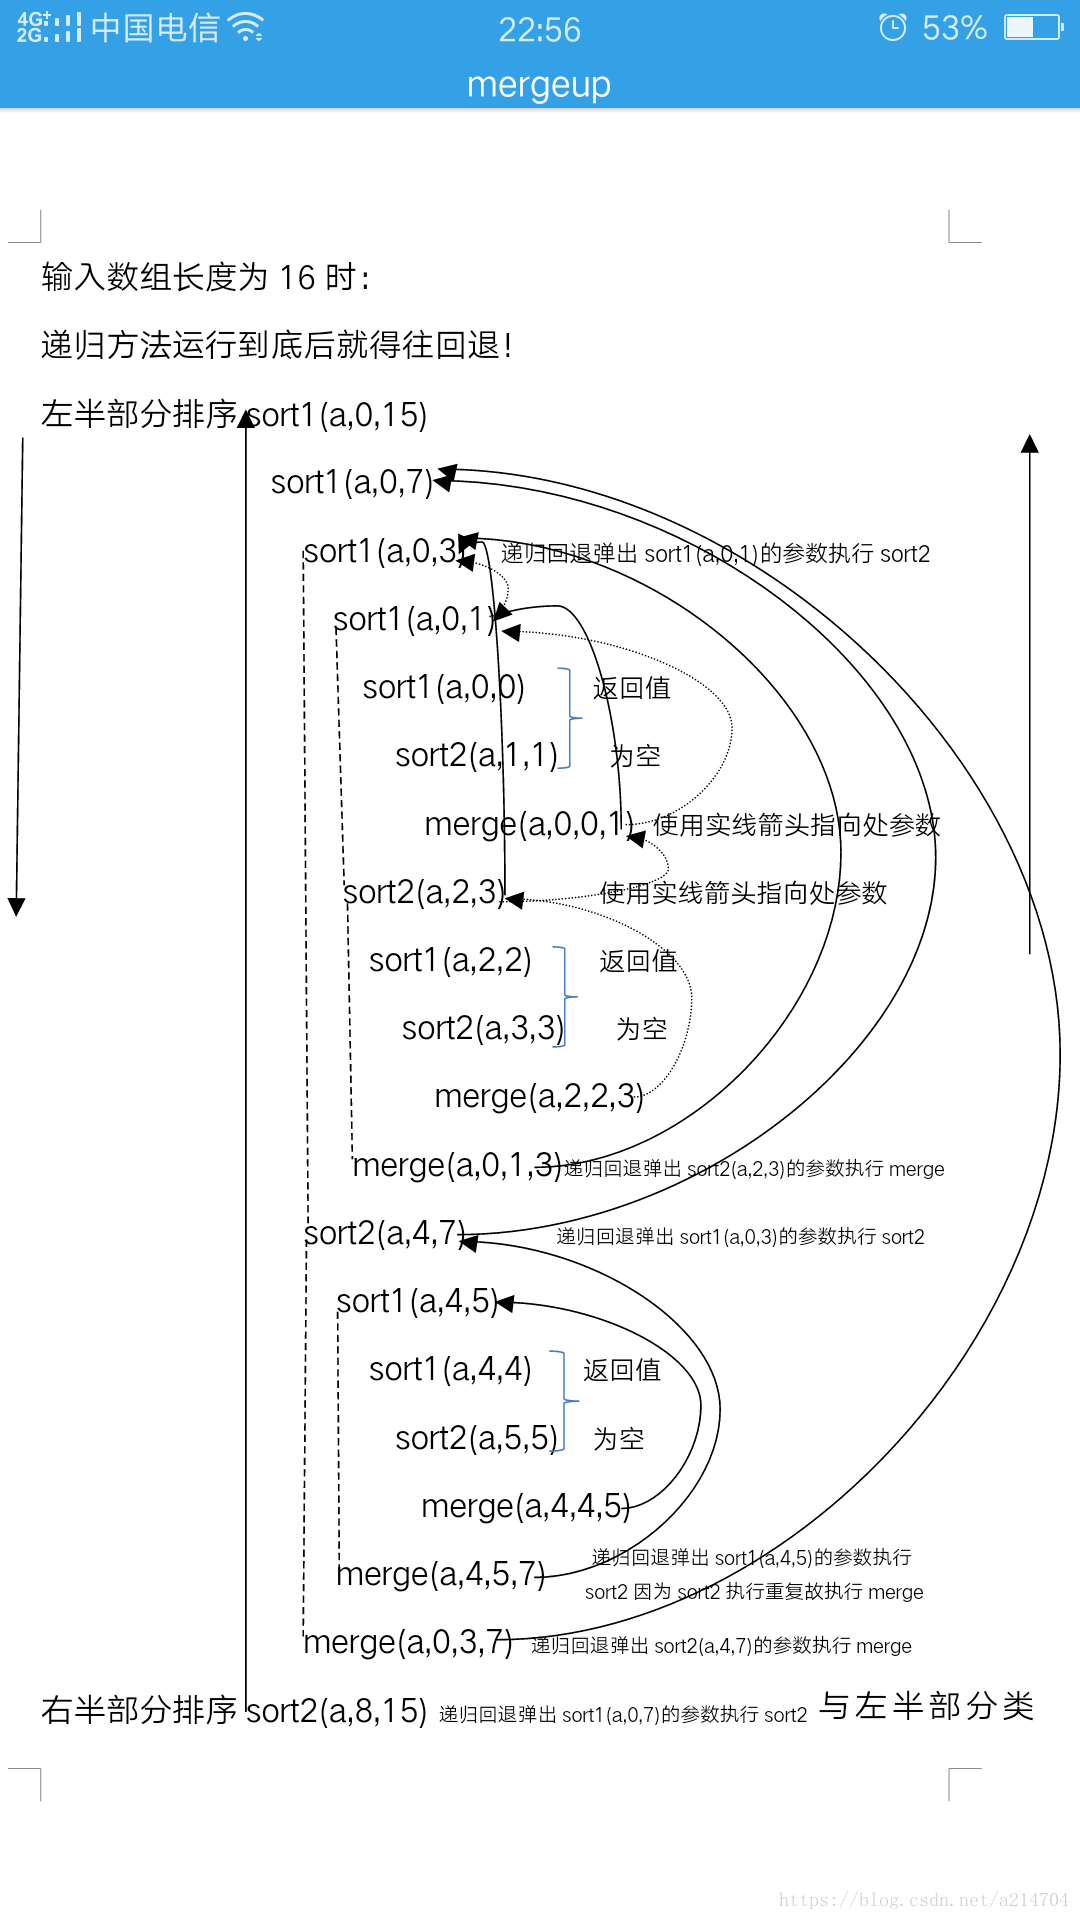 4G+ 2G 中国电信 22:56 53%
mergeup
输入数组长度为 16 时：
递归方法运行到底后就得往回退！
左半部分排序 sort1(a,0,15)
sort1(a,0,7)
sort1(a,0,3) 递归回退弹出 sort1(a,0,1)的参数执行 sort2
sort1(a,0,1)
sort1(a,0,0) 返回值
sort2(a,1,1) 为空
merge(a,0,0,1) 使用实线箭头指向处参数
sort2(a,2,3) 使用实线箭头指向处参数
sort1(a,2,2) 返回值
sort2(a,3,3) 为空
merge(a,2,2,3)
merge(a,0,1,3) 递归回退弹出 sort2(a,2,3)的参数执行 merge
sort2(a,4,7) 递归回退弹出 sort1(a,0,3)的参数执行 sort2
sort1(a,4,5)
sort1(a,4,4) 返回值
sort2(a,5,5) 为空
merge(a,4,4,5)
递归回退弹出 sort1(a,4,5)的参数执行
merge(a,4,5,7)
sort2 因为 sort2 执行重复故执行 merge
merge(a,0,3,7) 递归回退弹出 sort2(a,4,7)的参数执行 merge
右半部分排序 sort2(a,8,15) 递归回退弹出 sort1(a,0,7)的参数执行 sort2 与左半部分类
https://blog.csdn.net/a214704